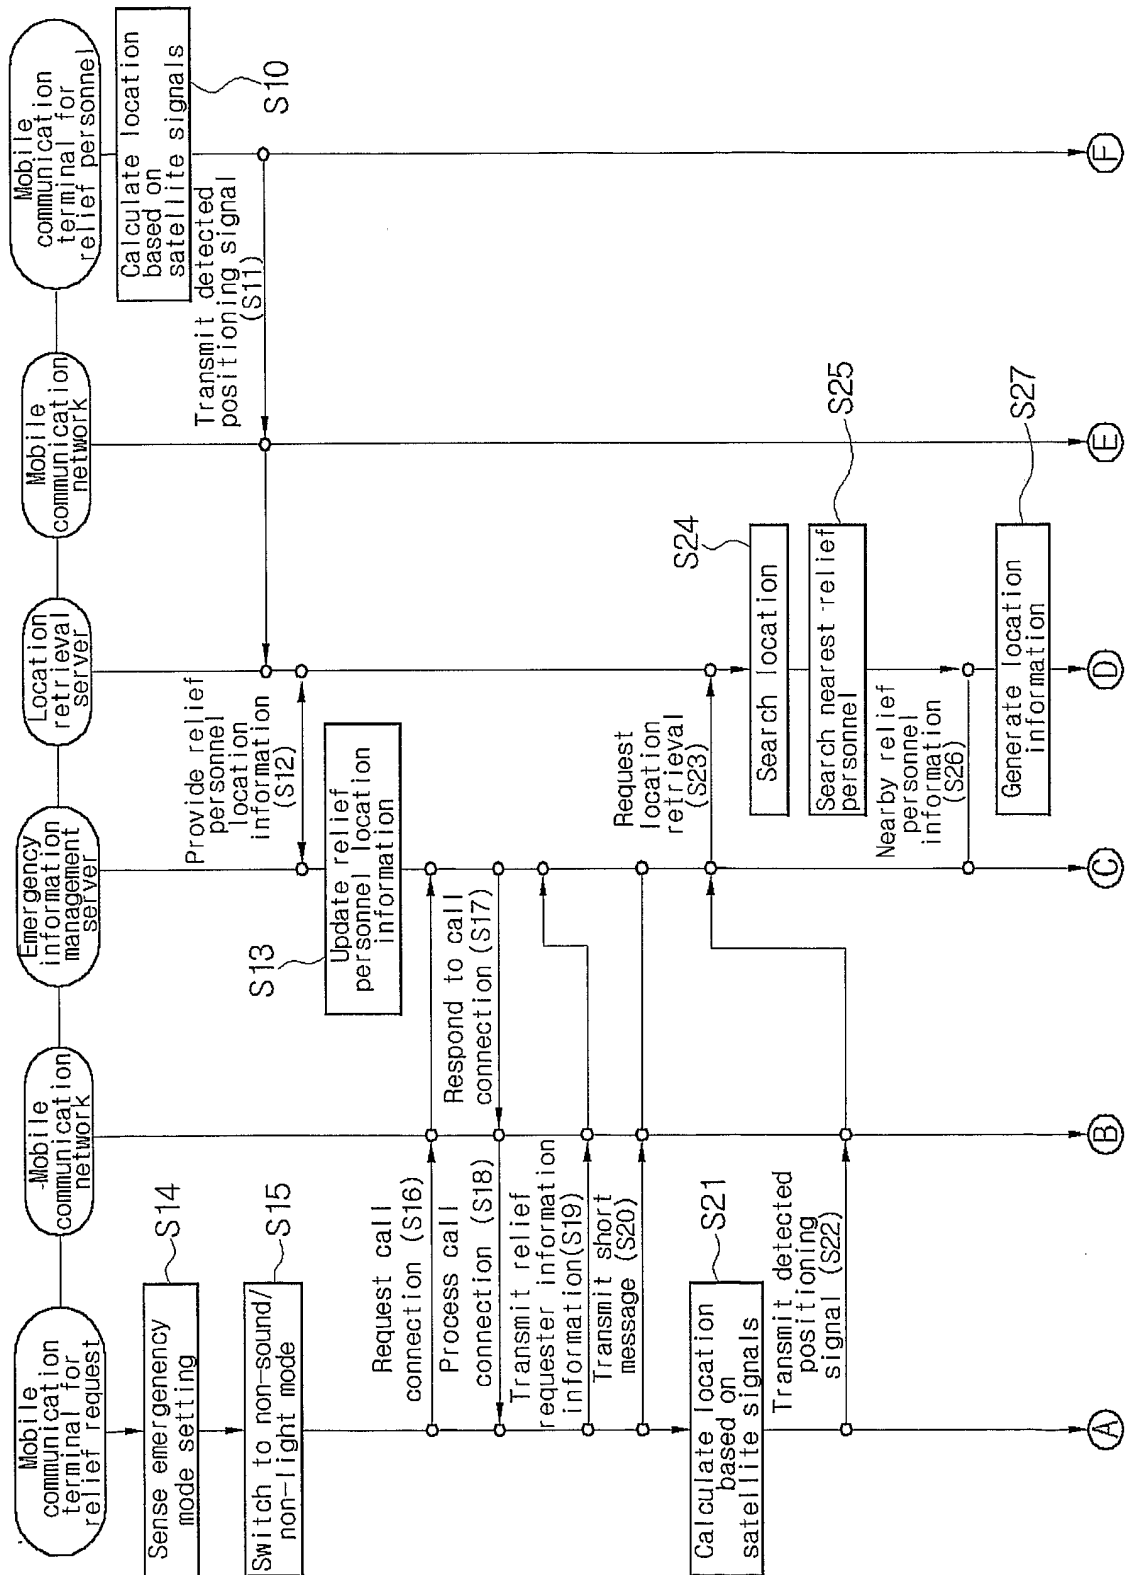 Mobile
communication
terminal for
relief request
-Mobile
communication
network
Emergency
information
management
server
Location
retrieval
server
Mobile
communication
network
Mobile
communication
terminal for
relief personnel
Calculate location
based on
satellite signals
S10
Transmit detected
positioning signal
(S11)
Provide relief
personnel
location
information
(S12)
S13
Update relief
personnel location
information
Sense emergenency
mode setting
S14
Switch to non-sound/
non-light mode
S15
Request call
connection (S16)
Respond to call
connection (S17)
Process call
connection (S18)
Transmit relief
requester information
information(S19)
Transmit short
message (S20)
Calculate location
based on
satellite signals
S21
Transmit detected
positioning
signal (S22)
Request
location
retrieval
(S23)
Search location
S24
Search nearest relief
personnel
S25
Nearby relief
personnel
information
(S26)
Generate location
information
S27
A
B
C
D
E
F